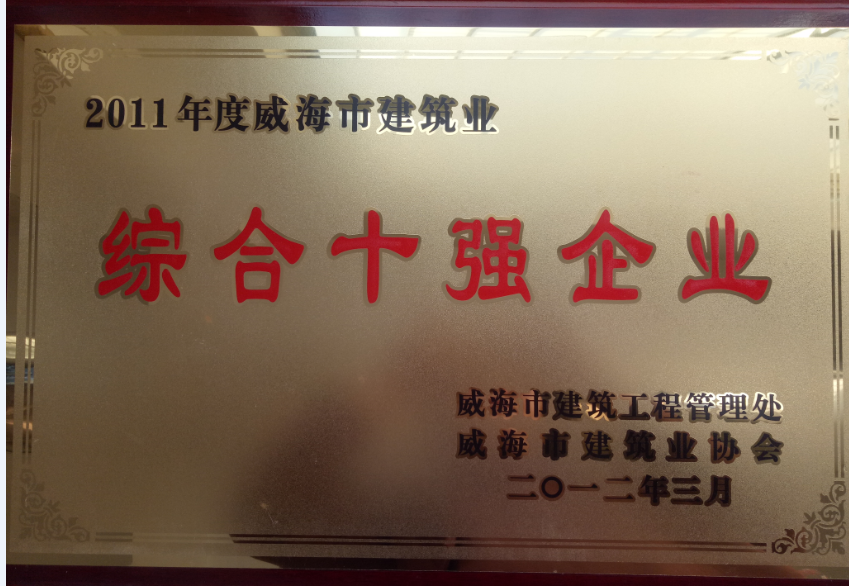 2011年度威海市建筑业
综合十强企业
威海市建筑工程管理处
威海市建筑业协会
二〇一二年三月